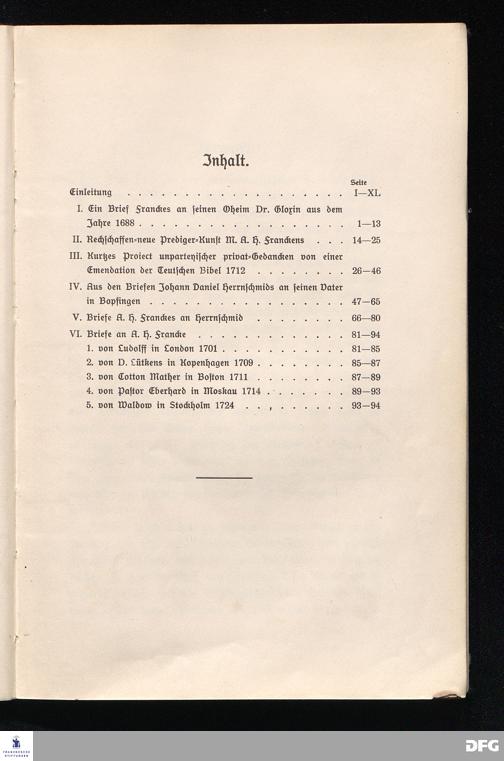 Inhalt.
Seite
Einleitung . . . . . . . . . . . . . . . . . . . I—XL
I. Ein Brief Franckes an seinen Oheim Dr. Gloxin aus dem
Jahre 1688 . . . . . . . . . . . . . . . . . . 1—13
II. Rechschaffen-neue Prediger-Kunst M. A. H. Franckens . . . 14—25
III. Kurtzes Project unparteyischer privat-Gedancken von einer
Emendation der Teutschen Bibel 1712 . . . . . . . . 26—46
IV. Aus den Briefen Johann Daniel Herrnschmids an seinen Vater
in Bopfingen . . . . . . . . . . . . . . . . . 47—65
V. Briefe A. H. Franckes an Herrnschmid . . . . . . . . 66—80
VI. Briefe an A. H. Francke . . . . . . . . . . . . . 81—94
1. von Ludolff in London 1701 . . . . . . . . . . . 81—85
2. von D. Lütkens in Kopenhagen 1709 . . . . . . . . 85—87
3. von Cotton Mather in Boston 1711 . . . . . . . . 87—89
4. von Pastor Eberhard in Moskau 1714 . . . . . . . 89—93
5. von Waldow in Stockholm 1724 . . . . . . . . . 93—94
FRANCKESCHE
STIFTUNGEN
DFG